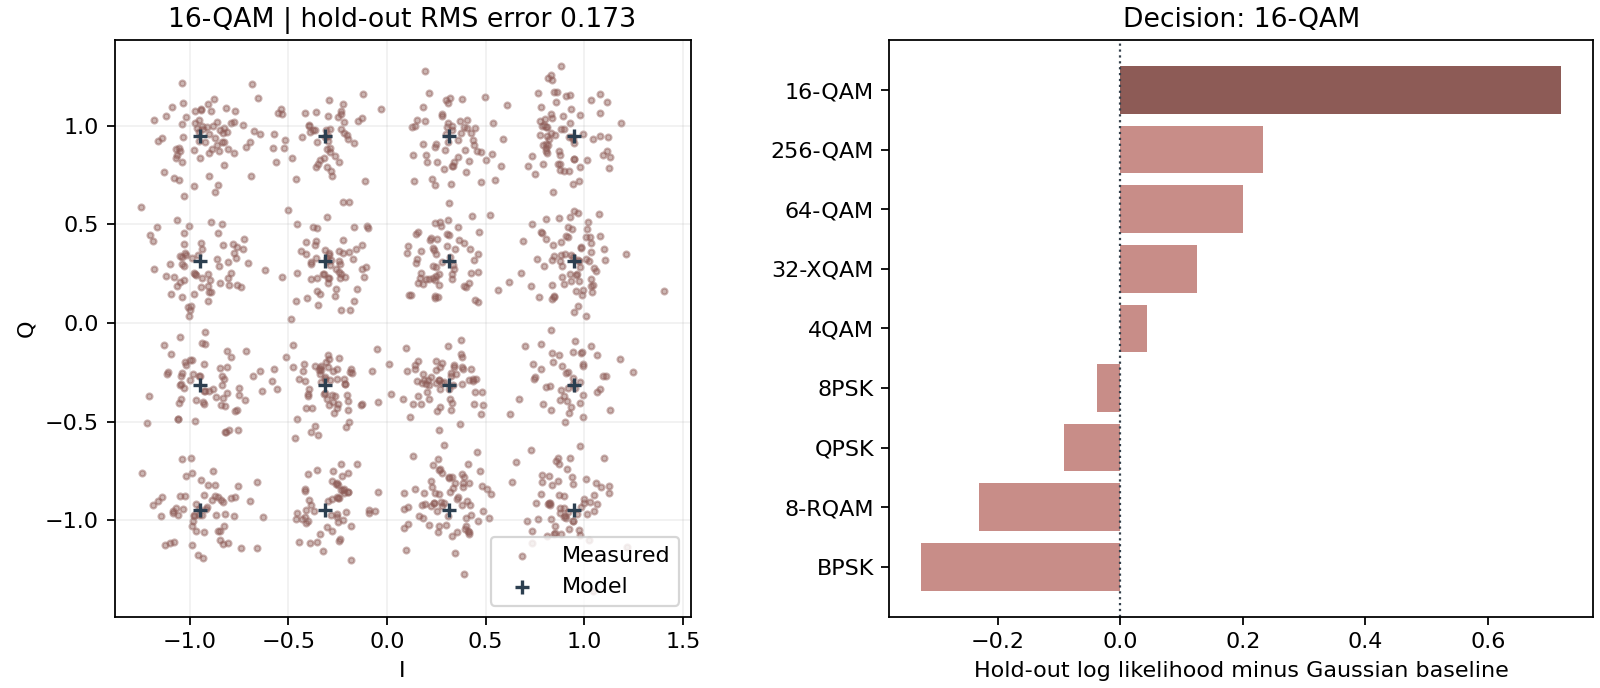 16-QAM | hold-out RMS error 0.173
1.0
0.5
0.0
−0.5
−1.0
Q
−1.0
−0.5
0.0
0.5
1.0
1.5
I
Measured
Model
Decision: 16-QAM
16-QAM
256-QAM
64-QAM
32-XQAM
4QAM
8PSK
QPSK
8-RQAM
BPSK
−0.2
0.0
0.2
0.4
0.6
Hold-out log likelihood minus Gaussian baseline